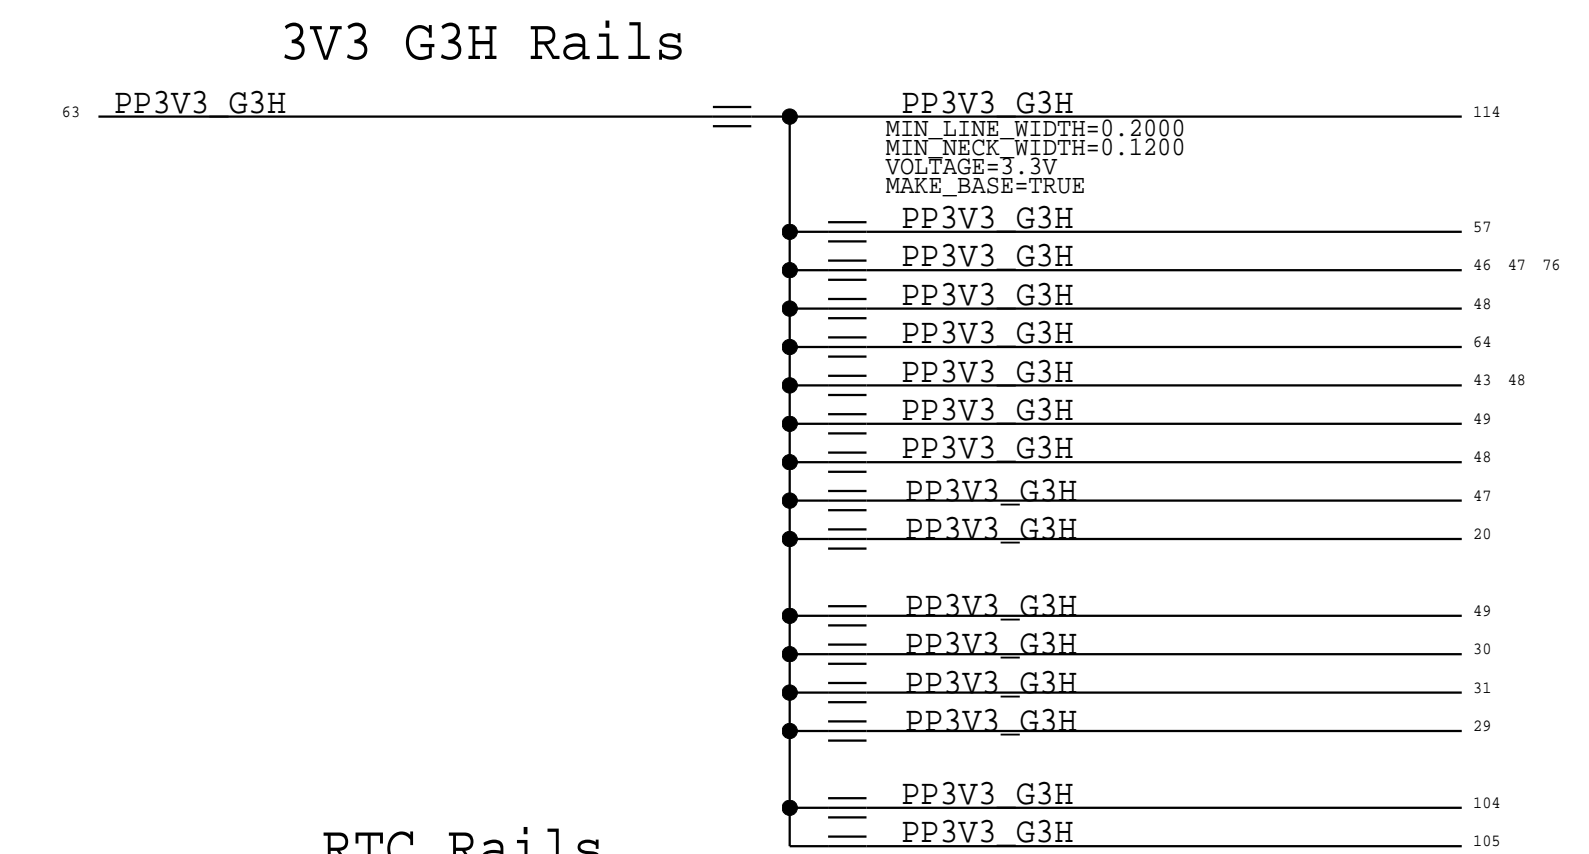 3V3 G3H Rails
63 PP3V3_G3H PP3V3_G3H 114
MIN_LINE_WIDTH=0.2000
MIN_NECK_WIDTH=0.1200
VOLTAGE=3.3V
MAKE_BASE=TRUE
PP3V3_G3H 57
PP3V3_G3H 46 47 76
PP3V3_G3H 48
PP3V3_G3H 64
PP3V3_G3H 43 48
PP3V3_G3H 49
PP3V3_G3H 48
PP3V3_G3H 47
PP3V3_G3H 20
PP3V3_G3H 49
PP3V3_G3H 30
PP3V3_G3H 31
PP3V3_G3H 29
PP3V3_G3H 104
PP3V3_G3H 105
RTC Rails